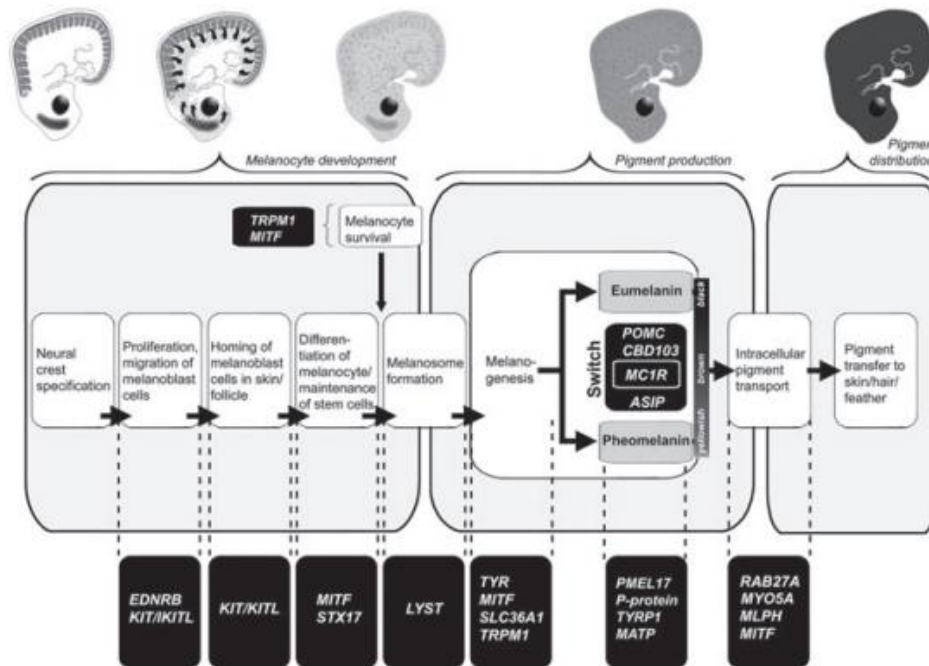 Melanocyte development
Pigment production
Pigmen
distribution
TRPM1
MITF
Melanocyte
survival
Neural
crest
specification
Proliferation,
migration of
melanoblast
cells
Homing of
melanoblast
cells in skin/
follicle
Differen-
tiation of
melanocyte/
maintenance
of stem cells
Melanosome
formation
Melano-
genesis
Eumelanin
Switch
POMC
CBD103
MC1R
ASIP
Pheomelanin
black
brown
yellowish
Intracellular
pigment
transport
Pigment
transfer to
skin/hair/
feather
EDNRB
KIT/IKITL
KIT/KITL
MITF
STX17
LYST
TYR
MITF
SLC36A1
TRPM1
PMEL17
P-protein
TYRP1
MATP
RAB27A
MYO5A
MLPH
MITF